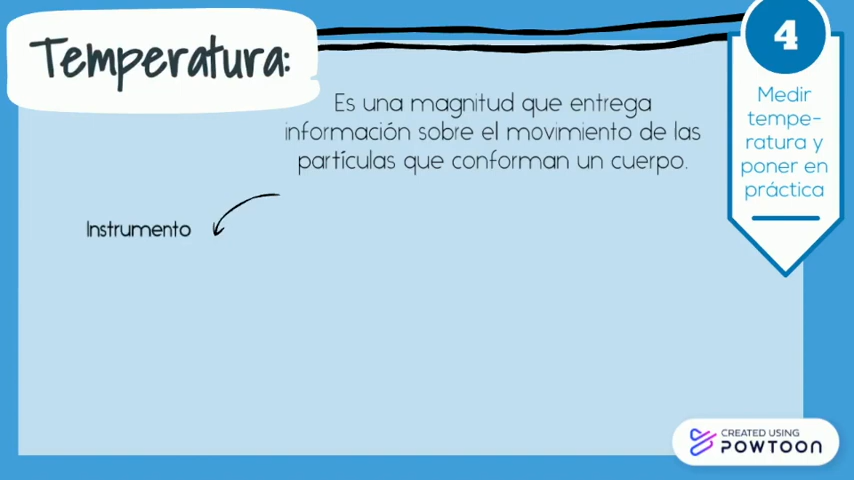 Temperatura:
Es una magnitud que entrega
información sobre el movimiento de las
partículas que conforman un cuerpo.
Instrumento
4
Medir
tempe-
ratura y
poner en
práctica
CREATED USING
POWTOON